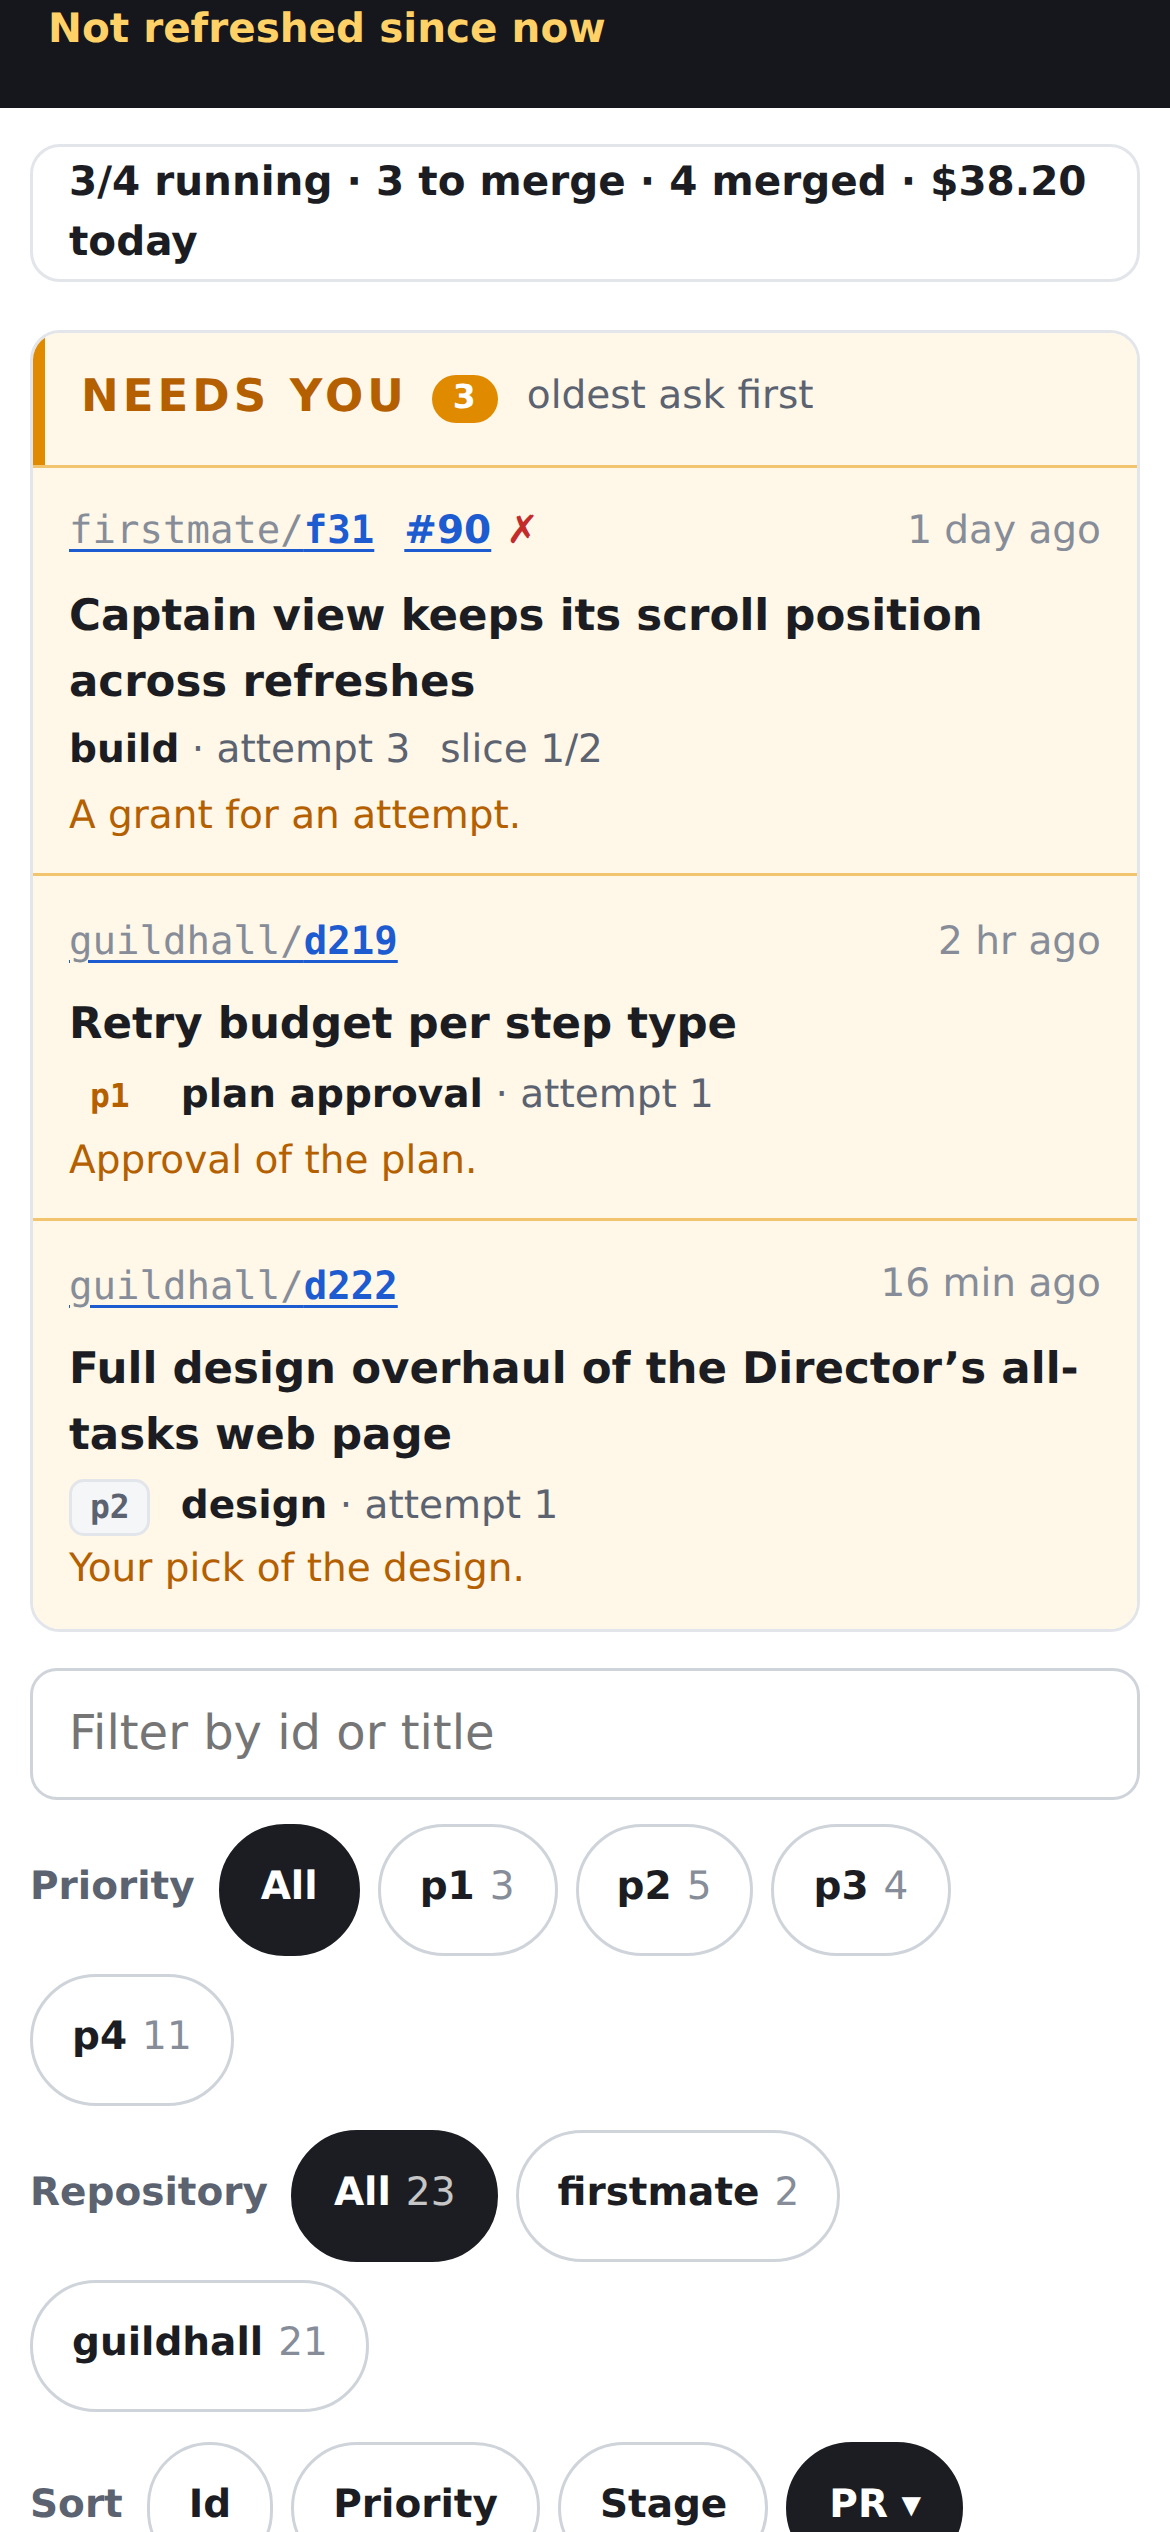 Not refreshed since now
3/4 running · 3 to merge · 4 merged · $38.20
today
NEEDS YOU 3 oldest ask first
firstmate/f31 #90 ✗ 1 day ago
Captain view keeps its scroll position
across refreshes
build · attempt 3 slice 1/2
A grant for an attempt.
guildhall/d219 2 hr ago
Retry budget per step type
p1 plan approval · attempt 1
Approval of the plan.
guildhall/d222 16 min ago
Full design overhaul of the Director’s all-
tasks web page
p2 design · attempt 1
Your pick of the design.
Filter by id or title
Priority All p1 3 p2 5 p3 4
p4 11
Repository All 23 firstmate 2
guildhall 21
Sort Id Priority Stage PR ▼